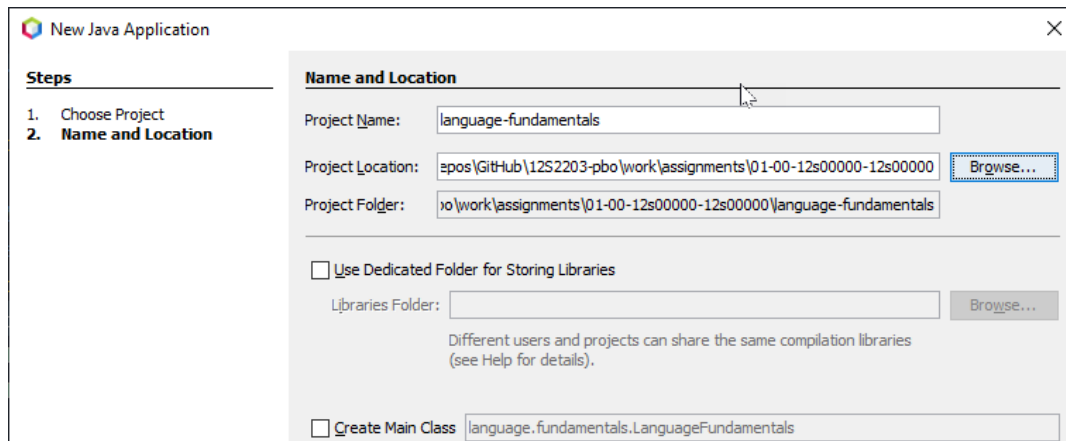 New Java Application
Steps
1. Choose Project
2. Name and Location
Name and Location
Project Name: language-fundamentals
Project Location: epos\GitHub\12S2203-pbo\work\assignments\01-00-12s00000-12s00000 Browse...
Project Folder: bo\work\assignments\01-00-12s00000-12s00000\language-fundamentals
Use Dedicated Folder for Storing Libraries
Libraries Folder: Browse...
Different users and projects can share the same compilation libraries
(see Help for details).
Create Main Class language.fundamentals.LanguageFundamentals